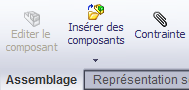 Editer le
composant
Insérer des
composants
Contrainte
Assemblage
Représentation s